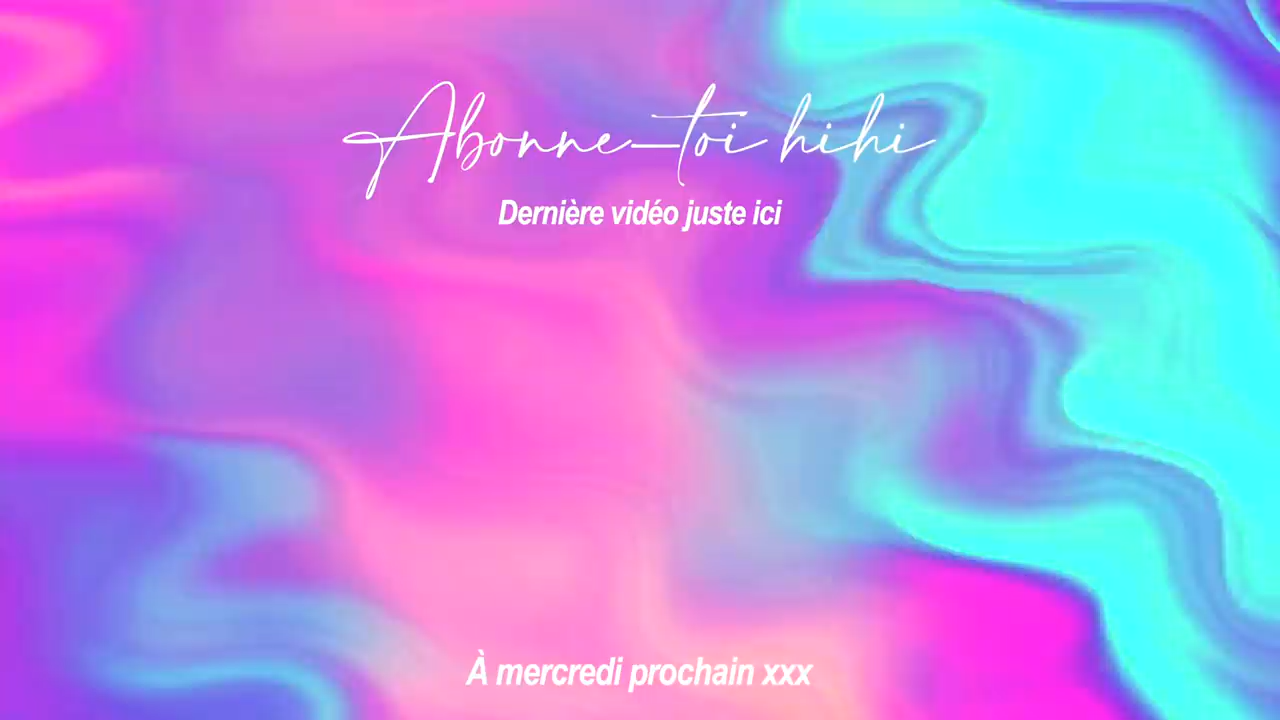 Abonne-toi hihi
Dernière vidéo juste ici
À mercredi prochain xxx